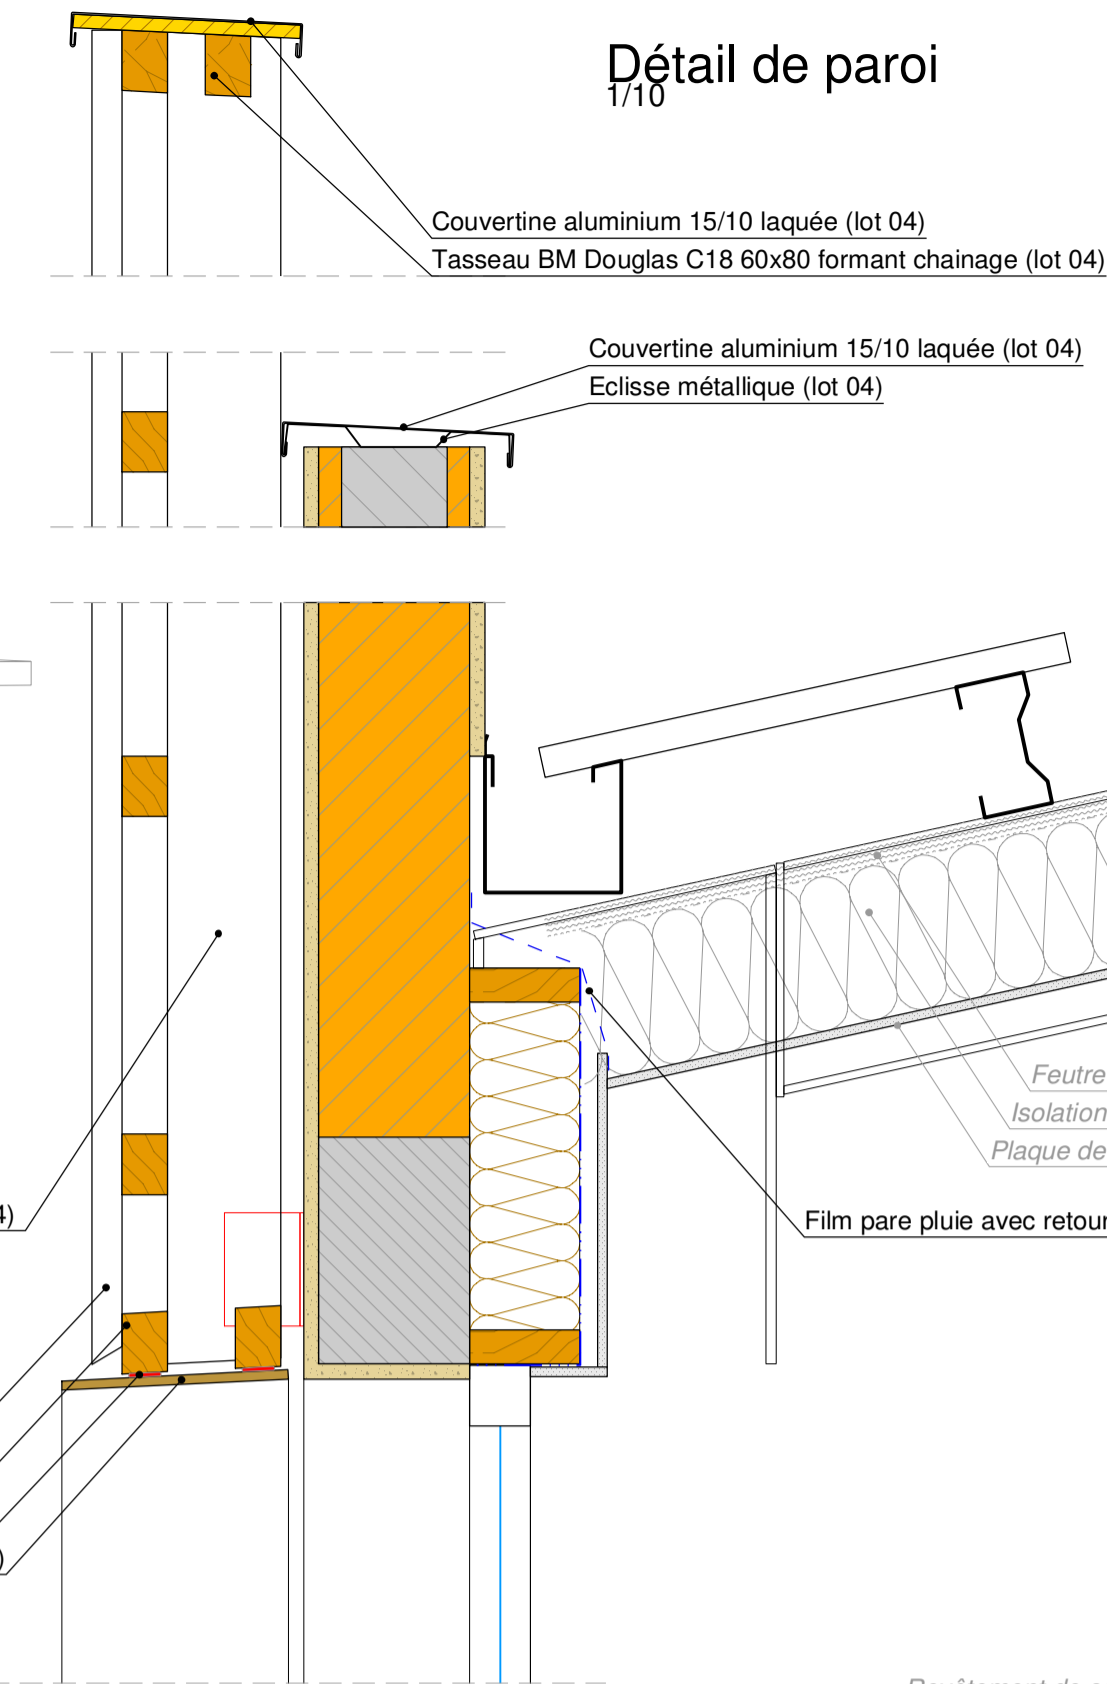 Détail de paroi
1/10
Couvertine aluminium 15/10 laquée (lot 04)
Tasseau BM Douglas C18 60x80 formant chainage (lot 04)
Couvertine aluminium 15/10 laquée (lot 04)
Eclisse métallique (lot 04)
Feutre
Isolation
Plaque de
4)
Film pare pluie avec retour
)